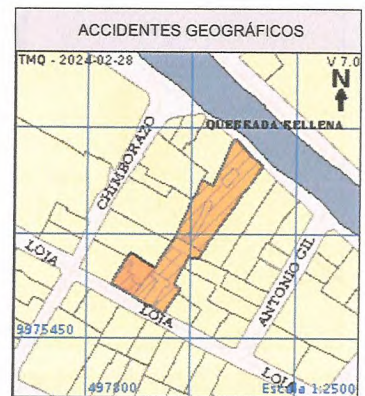 ACCIDENTES GEOGRÁFICOS
TMQ - 2024-02-28
V 7.0
N
QUEBRADA RELLENA
CHIMBORAZO
LOJA
LOJA
ANTONIO GIL
LOJA
9975450
497800
Escala 1:2500